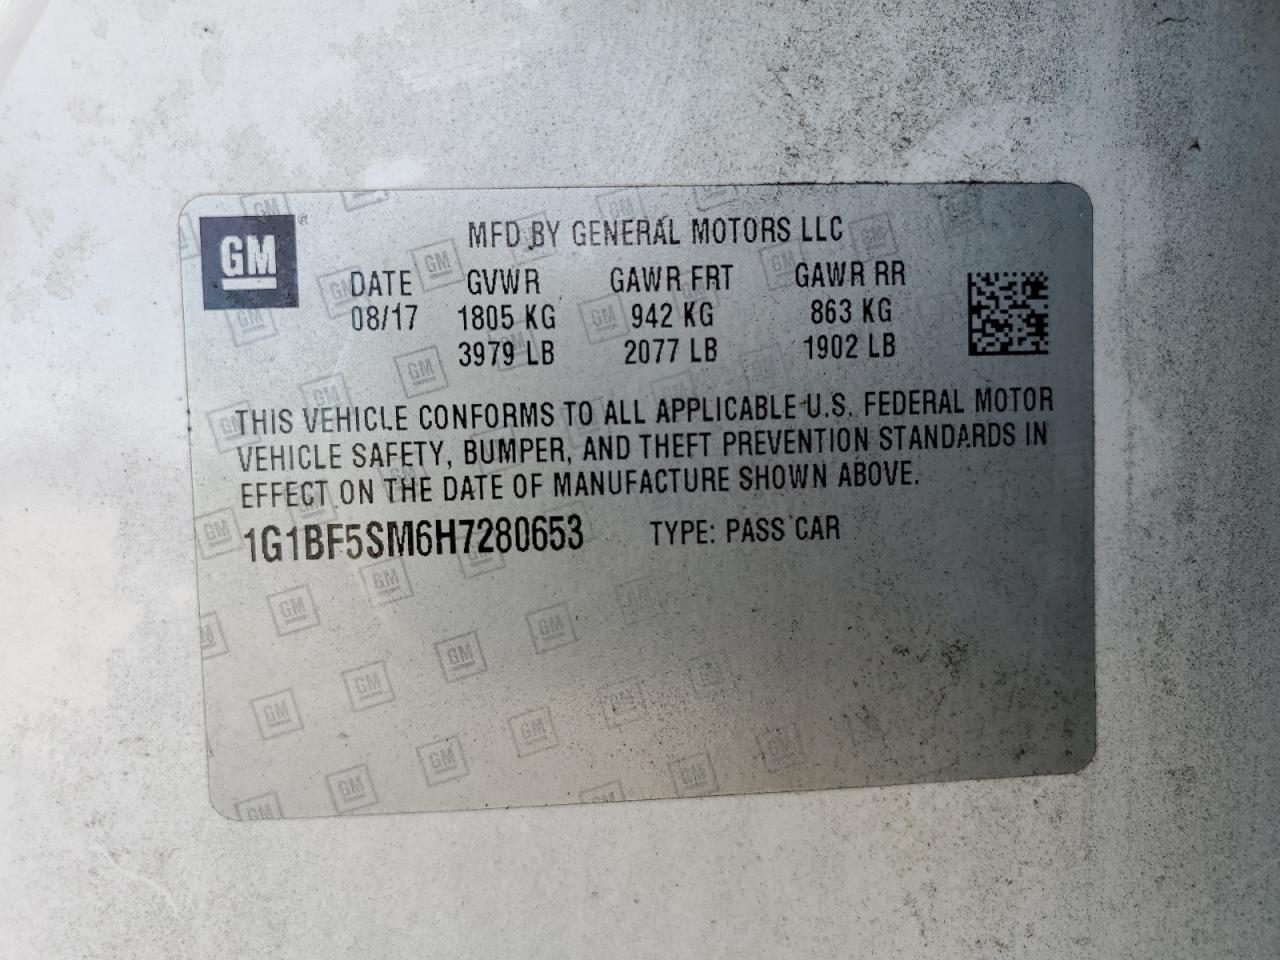 GM
MFD BY GENERAL MOTORS LLC
DATE GVWR GAWR FRT GAWR RR
08/17 1805 KG 942 KG 863 KG
3979 LB 2077 LB 1902 LB
THIS VEHICLE CONFORMS TO ALL APPLICABLE U.S. FEDERAL MOTOR
VEHICLE SAFETY, BUMPER, AND THEFT PREVENTION STANDARDS IN
EFFECT ON THE DATE OF MANUFACTURE SHOWN ABOVE.
1G1BF5SM6H7280653 TYPE: PASS CAR